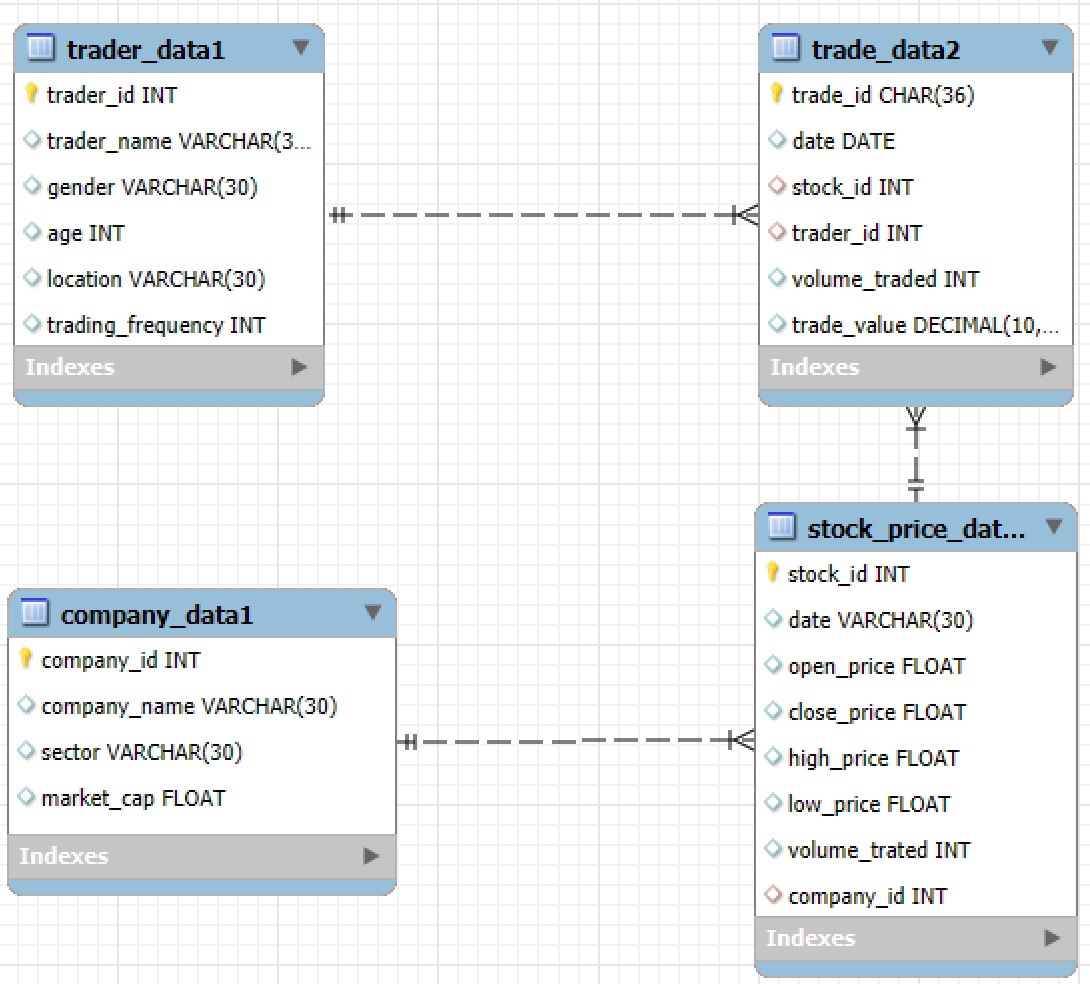 trader_data1
trader_id INT
trader_name VARCHAR(3...
gender VARCHAR(30)
age INT
location VARCHAR(30)
trading_frequency INT
Indexes
trade_data2
trade_id CHAR(36)
date DATE
stock_id INT
trader_id INT
volume_traded INT
trade_value DECIMAL(10,...
Indexes
company_data1
company_id INT
company_name VARCHAR(30)
sector VARCHAR(30)
market_cap FLOAT
Indexes
stock_price_dat...
stock_id INT
date VARCHAR(30)
open_price FLOAT
close_price FLOAT
high_price FLOAT
low_price FLOAT
volume_trated INT
company_id INT
Indexes